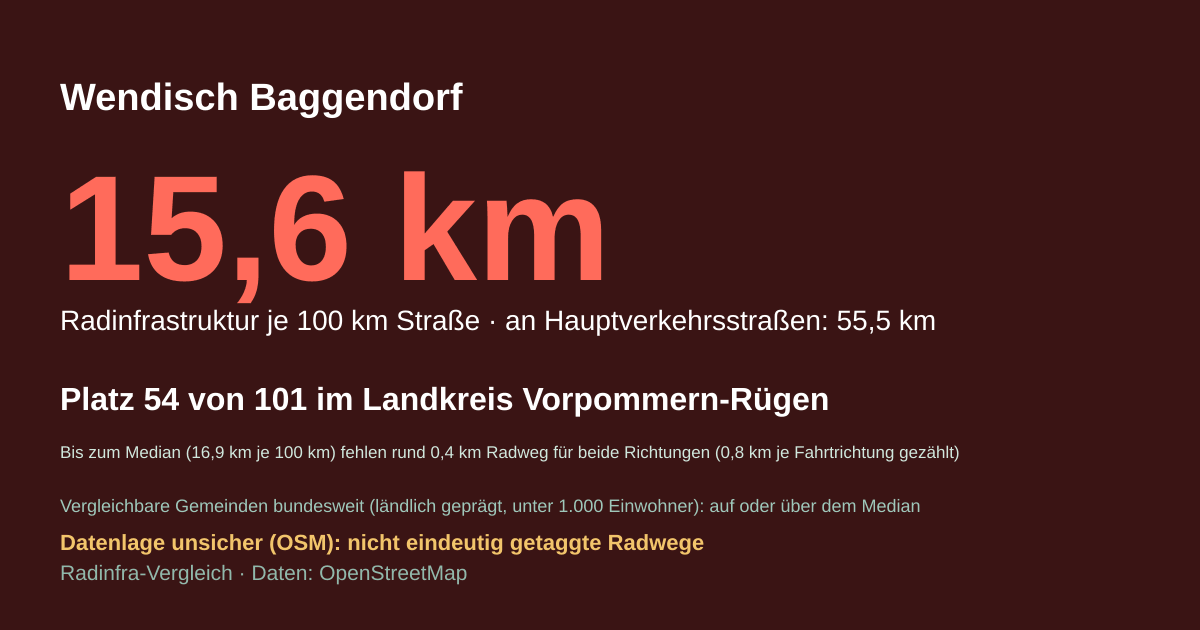 Wendisch Baggendorf
15,6 km
Radinfrastruktur je 100 km Straße · an Hauptverkehrsstraßen: 55,5 km
Platz 54 von 101 im Landkreis Vorpommern-Rügen
Bis zum Median (16,9 km je 100 km) fehlen rund 0,4 km Radweg für beide Richtungen (0,8 km je Fahrtrichtung gezählt)
Vergleichbare Gemeinden bundesweit (ländlich geprägt, unter 1.000 Einwohner): auf oder über dem Median
Datenlage unsicher (OSM): nicht eindeutig getaggte Radwege
Radinfra-Vergleich · Daten: OpenStreetMap